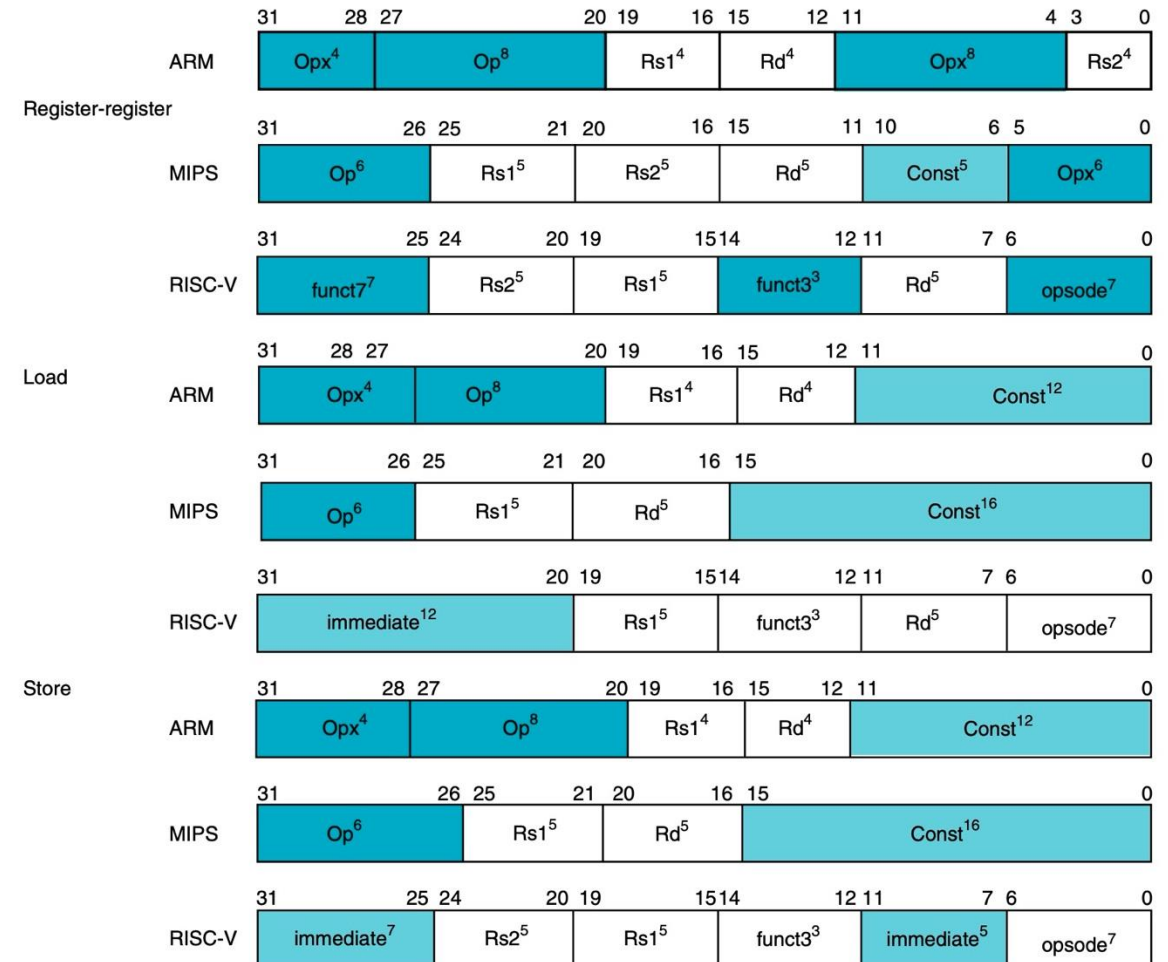 31 28 27 20 19 16 15 12 11 4 3 0
ARM Opx⁴ Op⁸ Rs1⁴ Rd⁴ Opx⁸ Rs2⁴
Register-register
31 26 25 21 20 16 15 11 10 6 5 0
MIPS Op⁶ Rs1⁵ Rs2⁵ Rd⁵ Const⁵ Opx⁶
31 25 24 20 19 15 14 12 11 7 6 0
RISC-V funct7⁷ Rs2⁵ Rs1⁵ funct3³ Rd⁵ opsode⁷
31 28 27 20 19 16 15 12 11 0
Load
ARM Opx⁴ Op⁸ Rs1⁴ Rd⁴ Const¹²
31 26 25 21 20 16 15 0
MIPS Op⁶ Rs1⁵ Rd⁵ Const¹⁶
31 20 19 15 14 12 11 7 6 0
RISC-V immediate¹² Rs1⁵ funct3³ Rd⁵ opsode⁷
Store
31 28 27 20 19 16 15 12 11 0
ARM Opx⁴ Op⁸ Rs1⁴ Rd⁴ Const¹²
31 26 25 21 20 16 15 0
MIPS Op⁶ Rs1⁵ Rd⁵ Const¹⁶
31 25 24 20 19 15 14 12 11 7 6 0
RISC-V immediate⁷ Rs2⁵ Rs1⁵ funct3³ immediate⁵ opsode⁷